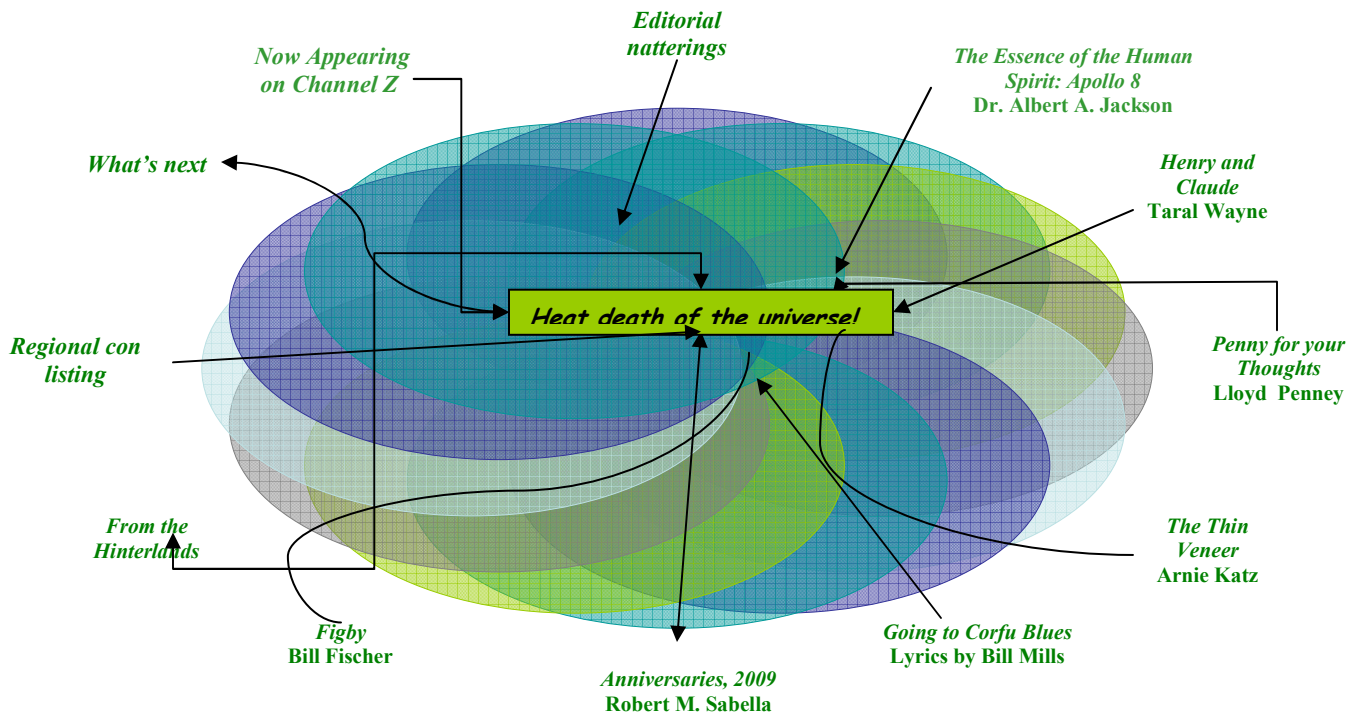 Editorial
natterings
Now Appearing
on Channel Z
The Essence of the Human
Spirit: Apollo 8
Dr. Albert A. Jackson
What's next
Henry and
Claude
Taral Wayne
Heat death of the universe!
Regional con
listing
Penny for your
Thoughts
Lloyd Penney
From the
Hinterlands
The Thin
Veneer
Arnie Katz
Figby
Bill Fischer
Going to Corfu Blues
Lyrics by Bill Mills
Anniversaries, 2009
Robert M. Sabella